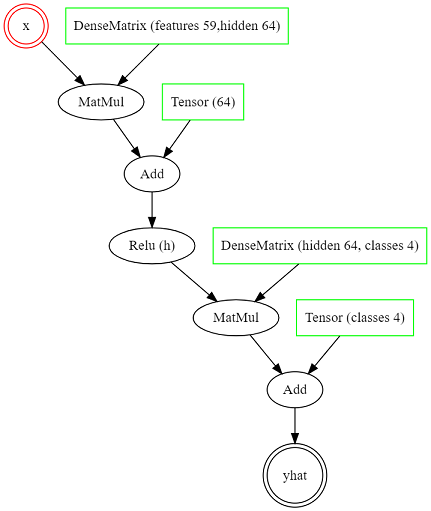 x
DenseMatrix (features 59,hidden 64)
MatMul
Tensor (64)
Add
Relu (h)
DenseMatrix (hidden 64, classes 4)
MatMul
Tensor (classes 4)
Add
yhat